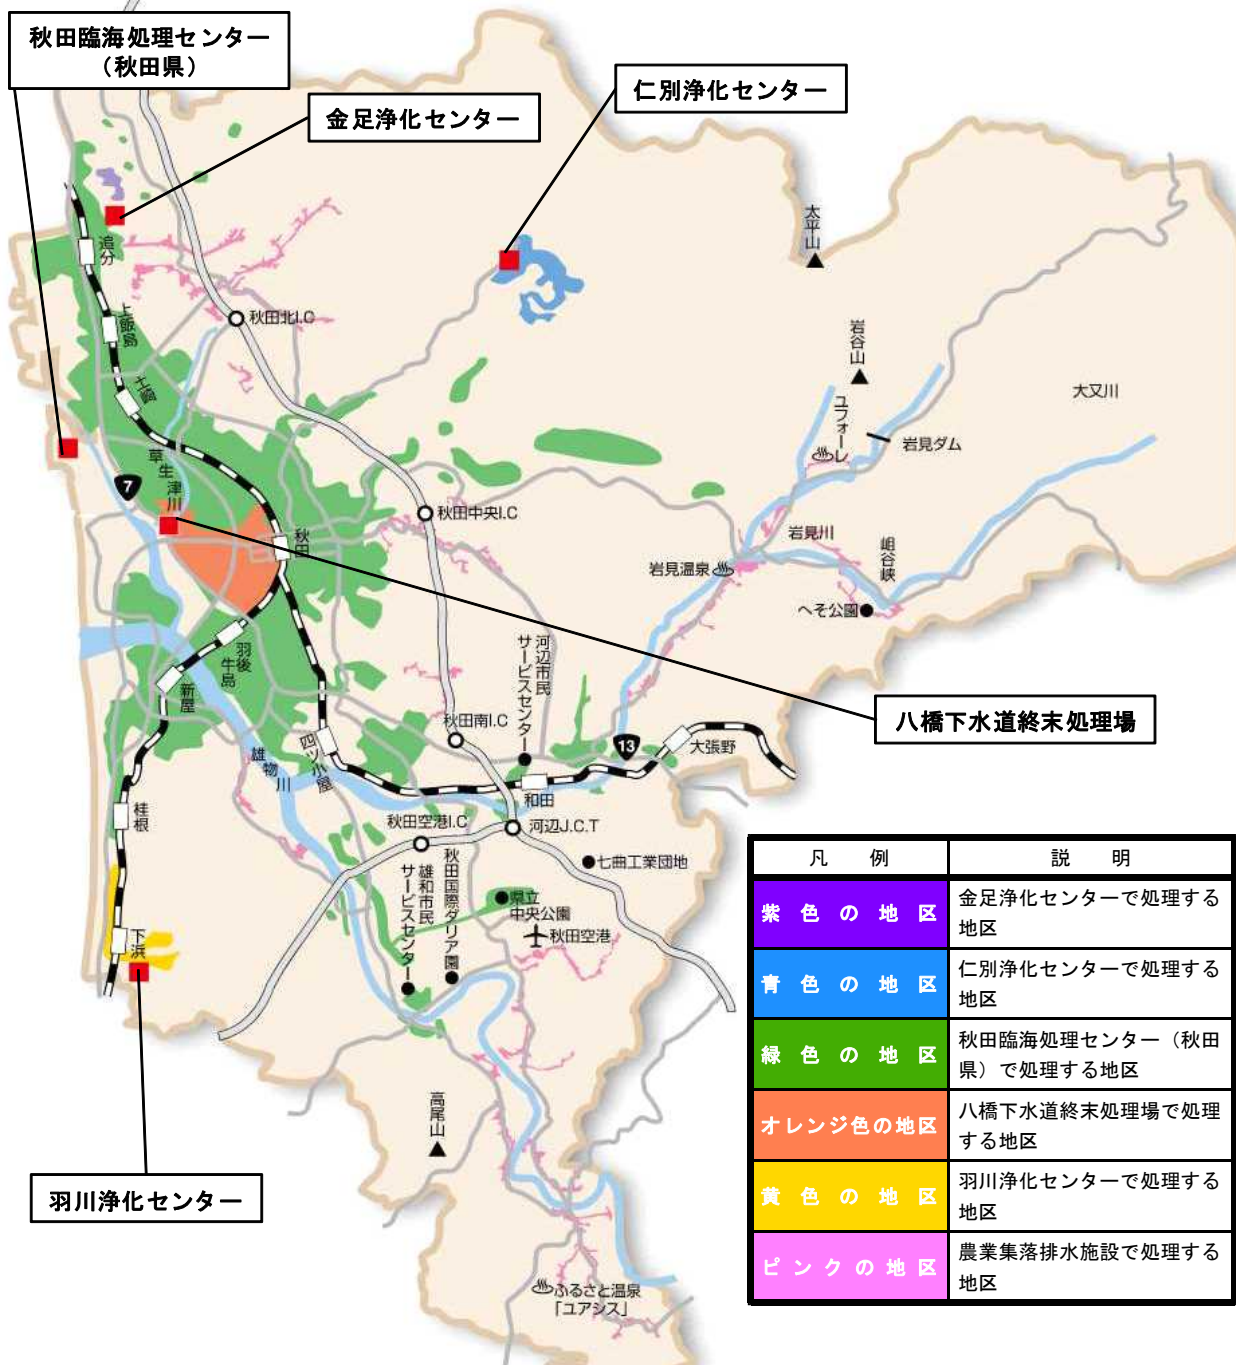 秋田臨海処理センター
（秋田県）
金足浄化センター
仁別浄化センター
太平山
追分
上飯島
秋田北I.C
岩谷山
土崎
大又川
ユフォーレ
岩見ダム
草生津川
7
秋田中央I.C
秋田
岩見川
岨谷峡
岩見温泉
へそ公園
羽後牛島
河辺市民
サービスセンター
新屋
八橋下水道終末処理場
秋田南I.C
四ツ小屋
13
大張野
雄物川
和田
桂根
秋田空港I.C
河辺J.C.T
七曲工業団地
秋田国際ダリア園
雄和市民
サービスセンター
県立
中央公園
秋田空港
下浜
高尾山
羽川浄化センター
ふるさと温泉
「ユアシス」
凡 例 説 明
紫色の地区 金足浄化センターで処理する
地区
青色の地区 仁別浄化センターで処理する
地区
緑色の地区 秋田臨海処理センター（秋田
県）で処理する地区
オレンジ色の地区 八橋下水道終末処理場で処理
する地区
黄色の地区 羽川浄化センターで処理する
地区
ピンクの地区 農業集落排水施設で処理する
地区